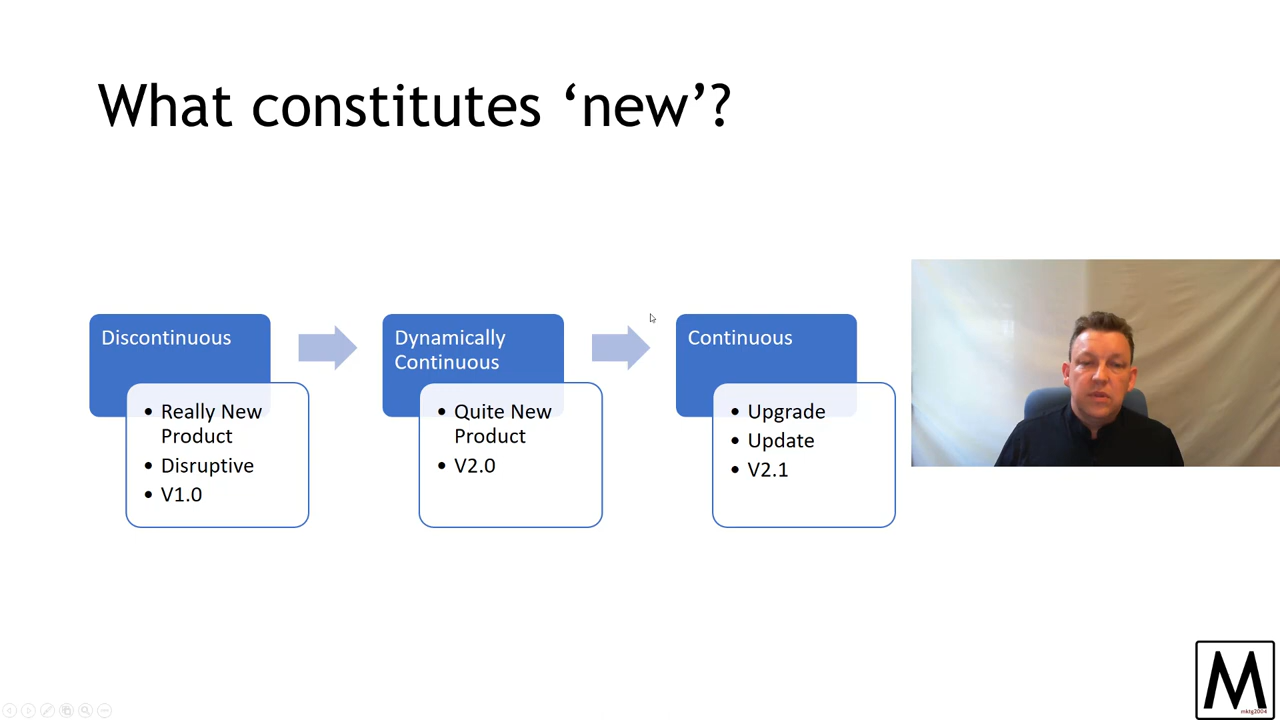 What constitutes ‘new’?
Discontinuous
• Really New
Product
• Disruptive
• V1.0
Dynamically
Continuous
• Quite New
Product
• V2.0
Continuous
• Upgrade
• Update
• V2.1
M
mktg2004